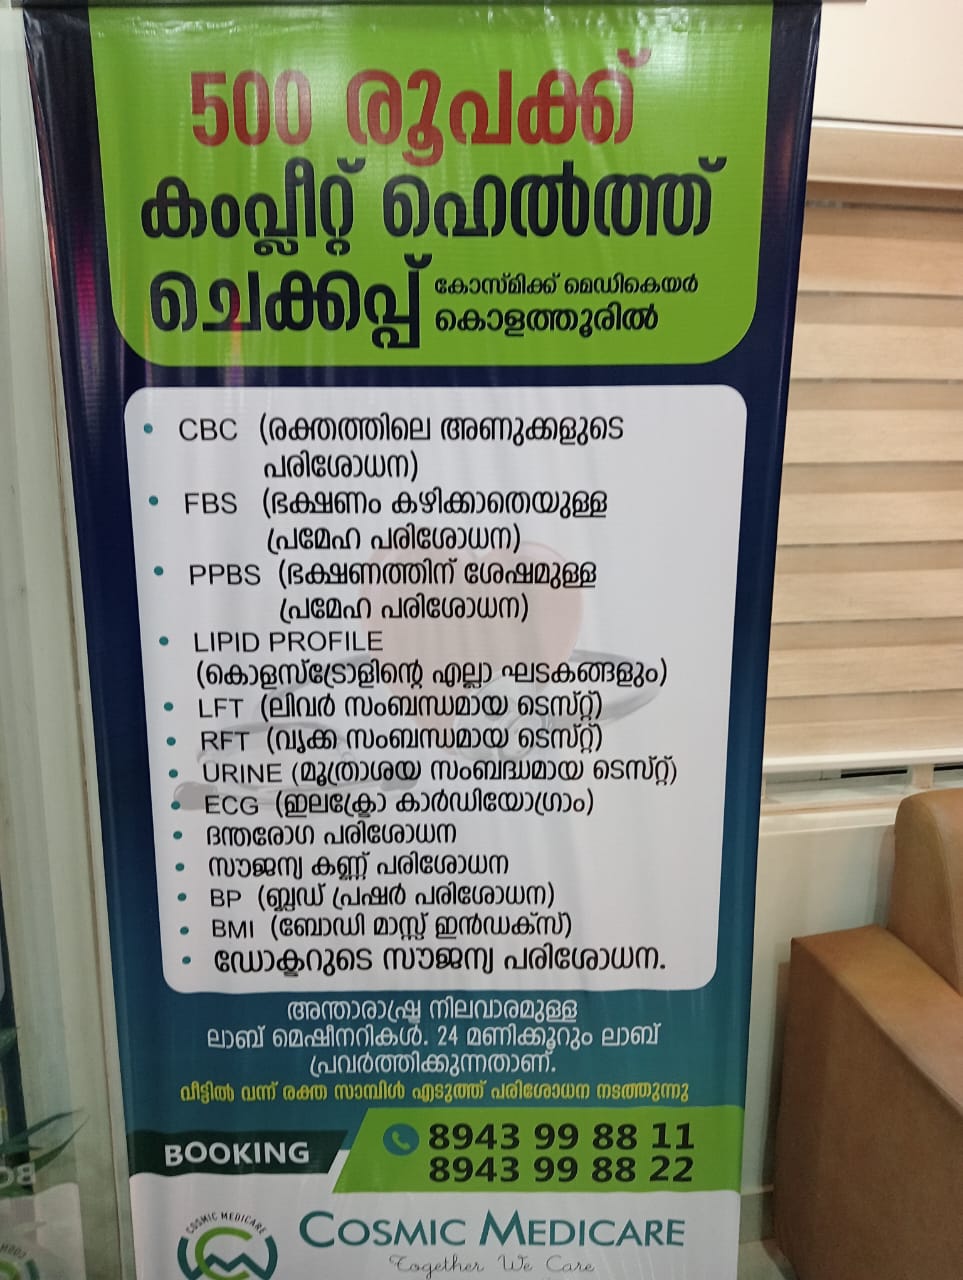 500 രൂപക്ക്
കംപ്ലീറ്റ് ഹെൽത്ത്
ചെക്കപ്പ് കോസ്മിക്ക് മെഡികെയർ
കൊളത്തൂരിൽ
• CBC (രക്തത്തിലെ അണുക്കളുടെ
പരിശോധന)
• FBS (ഭക്ഷണം കഴിക്കാതെയുള്ള
പ്രമേഹ പരിശോധന)
• PPBS (ഭക്ഷണത്തിന് ശേഷമുള്ള
പ്രമേഹ പരിശോധന)
• LIPID PROFILE
(കൊളസ്ട്രോളിന്റെ എല്ലാ ഘടകങ്ങളും)
• LFT (ലിവർ സംബന്ധമായ ടെസ്റ്റ്)
• RFT (വൃക്ക സംബന്ധമായ ടെസ്റ്റ്)
• URINE (മൂത്രാശയ സംബദ്ധമായ ടെസ്റ്റ്)
• ECG (ഇലക്ട്രോ കാർഡിയോഗ്രാം)
• ദന്തരോഗ പരിശോധന
• സൗജന്യ കണ്ണ് പരിശോധന
• BP (ബ്ലഡ് പ്രഷർ പരിശോധന)
• BMI (ബോഡി മാസ്സ് ഇൻഡക്സ്)
• ഡോക്ടറുടെ സൗജന്യ പരിശോധന.
അന്താരാഷ്ട്ര നിലവാരമുള്ള
ലാബ് മെഷീനറികൾ. 24 മണിക്കൂറും ലാബ്
പ്രവർത്തിക്കുന്നതാണ്.
വീട്ടിൽ വന്ന് രക്ത സാമ്പിൾ എടുത്ത് പരിശോധന നടത്തുന്നു
BOOKING 8943 99 88 11
8943 99 88 22
COSMIC MEDICARE
COSMIC MEDICARE
Together We Care